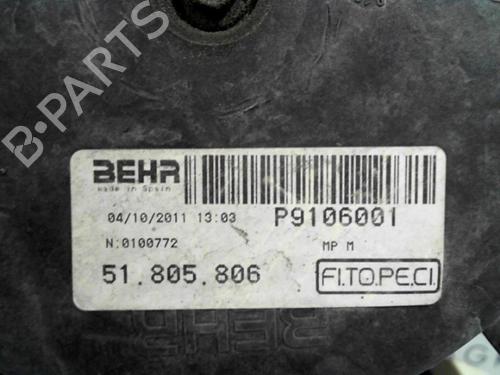 B-PARTS
BEHR
made in Spain
04/10/2011 13:03
P9106001
N:0100772
MP M
51.805.806
FI.TO.PE.CI.
BEHR